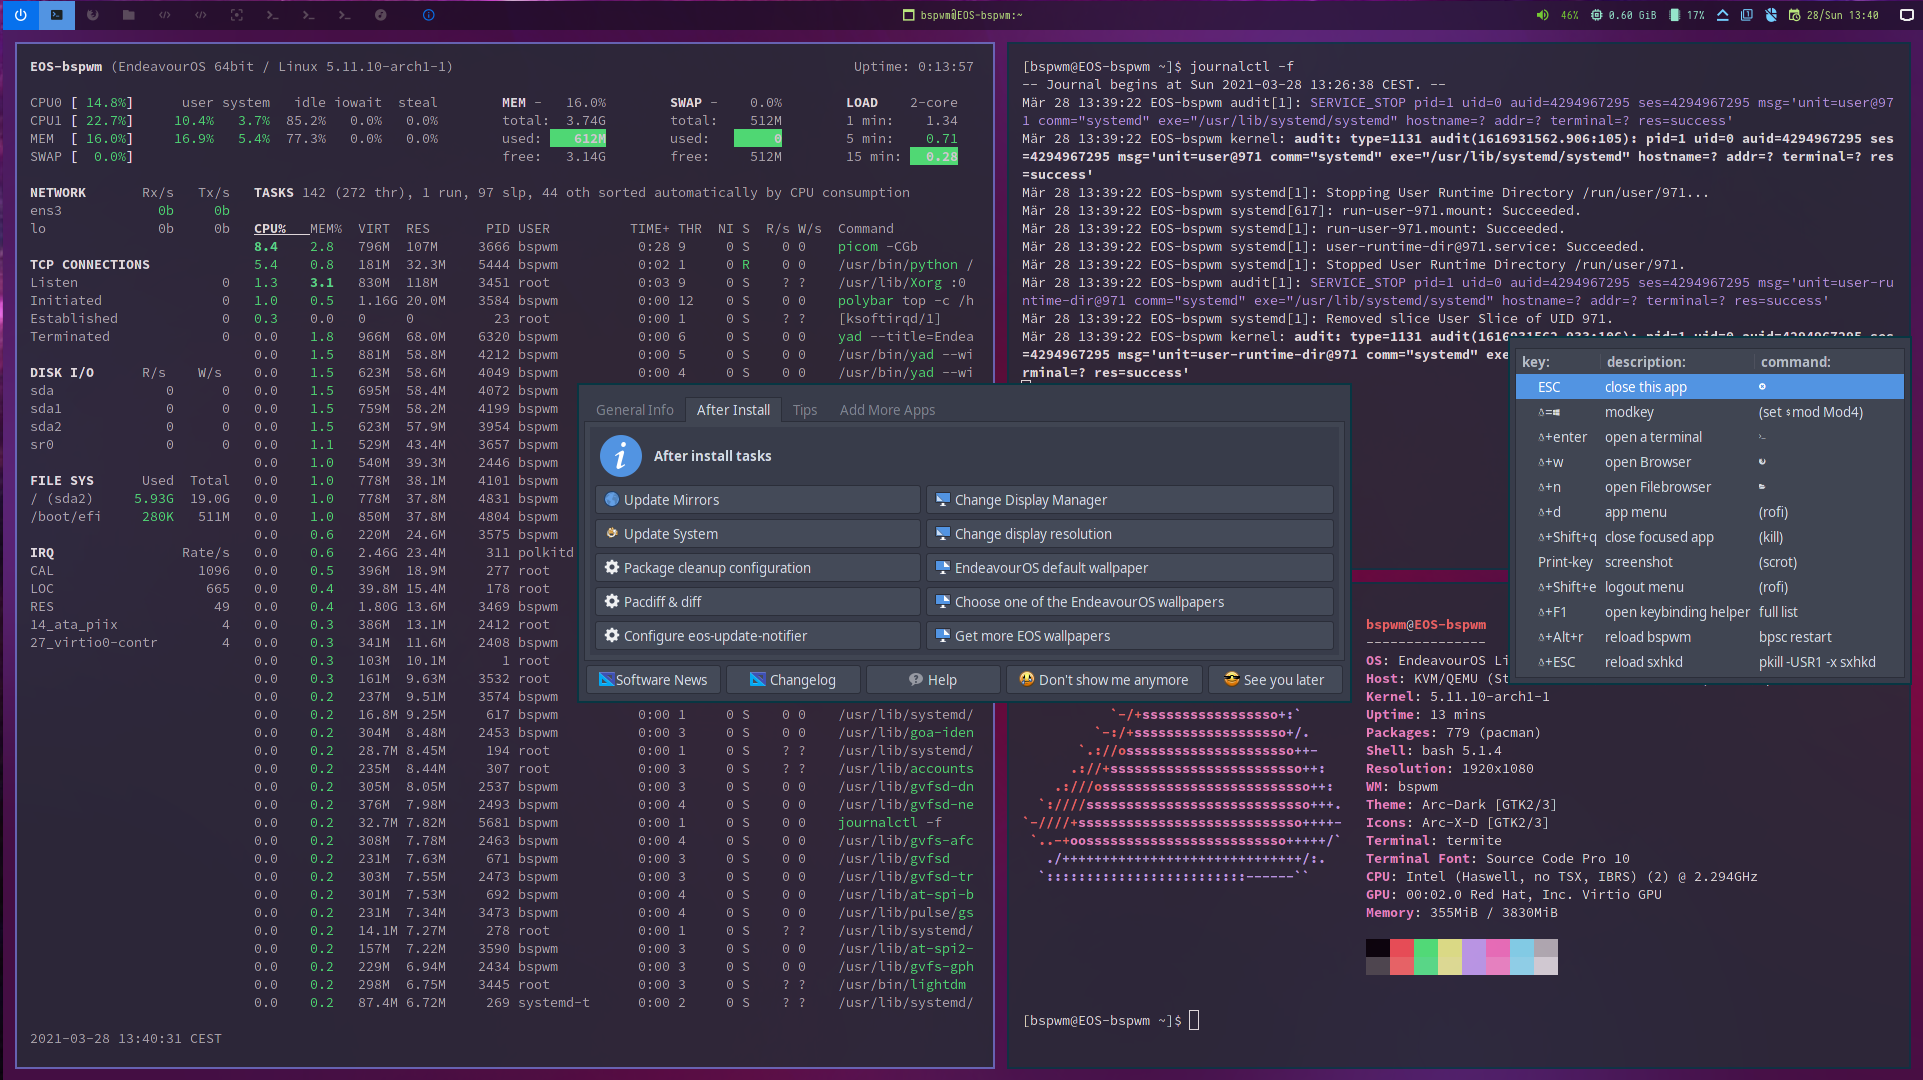 bspwm@EOS-bspwm:~
46% 0.60 GiB 17% 28/Sun 13:40
EOS-bspwm (EndeavourOS 64bit / Linux 5.11.10-arch1-1) Uptime: 0:13:57
CPU0 [ 14.8%] user system idle iowait steal MEM - 16.0% SWAP - 0.0% LOAD 2-core
CPU1 [ 22.7%] 10.4% 3.7% 85.2% 0.0% 0.0% total: 3.74G total: 512M 1 min: 1.34
MEM [ 16.0%] 16.9% 5.4% 77.3% 0.0% 0.0% used: 612M used: 0 5 min: 0.71
SWAP [ 0.0%] free: 3.14G free: 512M 15 min: 0.28
NETWORK Rx/s Tx/s
ens3 0b 0b
lo 0b 0b
TCP CONNECTIONS
Listen 0
Initiated 0
Established 0
Terminated 0
DISK I/O R/s W/s
sda 0 0
sda1 0 0
sda2 0 0
sr0 0 0
FILE SYS Used Total
/ (sda2) 5.93G 19.0G
/boot/efi 280K 511M
IRQ Rate/s
CAL 1096
LOC 665
RES 49
14_ata_piix 4
27_virtio0-contr 4
TASKS 142 (272 thr), 1 run, 97 slp, 44 oth sorted automatically by CPU consumption
CPU% MEM% VIRT RES PID USER TIME+ THR NI S R/s W/s Command
8.4 2.8 796M 107M 3666 bspwm 0:28 9 0 S 0 0 picom -CGb
5.4 0.8 181M 32.3M 5444 bspwm 0:02 1 0 R 0 0 /usr/bin/python /
1.3 3.1 830M 118M 3451 root 0:03 9 0 S ? ? /usr/lib/Xorg :0
1.0 0.5 1.16G 20.0M 3584 bspwm 0:00 12 0 S 0 0 polybar top -c /h
0.3 0.0 0 0 23 root 0:00 1 0 S ? ? [ksoftirqd/1]
0.0 1.8 966M 68.0M 6320 bspwm 0:00 6 0 S 0 0 yad --title=Endea
0.0 1.5 881M 58.8M 4212 bspwm 0:00 5 0 S 0 0 /usr/bin/yad --wi
0.0 1.5 623M 58.6M 4049 bspwm 0:00 4 0 S 0 0 /usr/bin/yad --wi
0.0 1.5 695M 58.4M 4072 bspwm
0.0 1.5 759M 58.2M 4199 bspwm
0.0 1.5 623M 57.9M 3954 bspwm
0.0 1.1 529M 43.4M 3657 bspwm
0.0 1.0 540M 39.3M 2446 bspwm
0.0 1.0 778M 38.1M 4101 bspwm
0.0 1.0 778M 37.8M 4831 bspwm
0.0 1.0 850M 37.8M 4804 bspwm
0.0 0.6 220M 24.6M 3575 bspwm
0.0 0.6 2.46G 23.4M 311 polkitd
0.0 0.5 396M 18.9M 277 root
0.0 0.4 39.8M 15.4M 178 root
0.0 0.4 1.80G 13.6M 3469 bspwm
0.0 0.3 386M 13.1M 2412 root
0.0 0.3 341M 11.6M 2408 bspwm
0.0 0.3 103M 10.1M 1 root
0.0 0.3 161M 9.63M 3532 root
0.0 0.2 237M 9.51M 3574 bspwm
0.0 0.2 16.8M 9.25M 617 bspwm 0:00 1 0 S 0 0 /usr/lib/systemd/
0.0 0.2 304M 8.48M 2453 bspwm 0:00 3 0 S 0 0 /usr/lib/goa-iden
0.0 0.2 28.7M 8.45M 194 root 0:00 1 0 S ? ? /usr/lib/systemd/
0.0 0.2 235M 8.44M 307 root 0:00 3 0 S ? ? /usr/lib/accounts
0.0 0.2 305M 8.05M 2537 bspwm 0:00 3 0 S 0 0 /usr/lib/gvfsd-dn
0.0 0.2 376M 7.98M 2493 bspwm 0:00 4 0 S 0 0 /usr/lib/gvfsd-ne
0.0 0.2 32.7M 7.82M 5681 bspwm 0:00 1 0 S 0 0 journalctl -f
0.0 0.2 308M 7.78M 2463 bspwm 0:00 4 0 S 0 0 /usr/lib/gvfs-afc
0.0 0.2 231M 7.63M 671 bspwm 0:00 3 0 S 0 0 /usr/lib/gvfsd
0.0 0.2 303M 7.55M 2473 bspwm 0:00 3 0 S 0 0 /usr/lib/gvfsd-tr
0.0 0.2 301M 7.53M 692 bspwm 0:00 4 0 S 0 0 /usr/lib/at-spi-b
0.0 0.2 231M 7.34M 3473 bspwm 0:00 4 0 S 0 0 /usr/lib/pulse/gs
0.0 0.2 14.1M 7.27M 278 root 0:00 1 0 S ? ? /usr/lib/systemd/
0.0 0.2 157M 7.22M 3590 bspwm 0:00 3 0 S 0 0 /usr/lib/at-spi2-
0.0 0.2 229M 6.94M 2434 bspwm 0:00 3 0 S 0 0 /usr/lib/gvfs-gph
0.0 0.2 298M 6.75M 3445 root 0:00 3 0 S ? ? /usr/bin/lightdm
0.0 0.2 87.4M 6.72M 269 systemd-t 0:00 2 0 S ? ? /usr/lib/systemd/
2021-03-28 13:40:31 CEST
[bspwm@EOS-bspwm ~]$ journalctl -f
-- Journal begins at Sun 2021-03-28 13:26:38 CEST. --
Mär 28 13:39:22 EOS-bspwm audit[1]: SERVICE_STOP pid=1 uid=0 auid=4294967295 ses=4294967295 msg='unit=user@97
1 comm="systemd" exe="/usr/lib/systemd/systemd" hostname=? addr=? terminal=? res=success'
Mär 28 13:39:22 EOS-bspwm kernel: audit: type=1131 audit(1616931562.906:105): pid=1 uid=0 auid=4294967295 ses
=4294967295 msg='unit=user@971 comm="systemd" exe="/usr/lib/systemd/systemd" hostname=? addr=? terminal=? res
=success'
Mär 28 13:39:22 EOS-bspwm systemd[1]: Stopping User Runtime Directory /run/user/971...
Mär 28 13:39:22 EOS-bspwm systemd[617]: run-user-971.mount: Succeeded.
Mär 28 13:39:22 EOS-bspwm systemd[1]: run-user-971.mount: Succeeded.
Mär 28 13:39:22 EOS-bspwm systemd[1]: user-runtime-dir@971.service: Succeeded.
Mär 28 13:39:22 EOS-bspwm systemd[1]: Stopped User Runtime Directory /run/user/971.
Mär 28 13:39:22 EOS-bspwm audit[1]: SERVICE_STOP pid=1 uid=0 auid=4294967295 ses=4294967295 msg='unit=user-ru
ntime-dir@971 comm="systemd" exe="/usr/lib/systemd/systemd" hostname=? addr=? terminal=? res=success'
Mär 28 13:39:22 EOS-bspwm systemd[1]: Removed slice User Slice of UID 971.
Mär 28 13:39:22 EOS-bspwm kernel: audit: type=1131 audit(1616931562.933:106): pid=1 uid=0 auid=4294967295 ses
=4294967295 msg='unit=user-runtime-dir@971 comm="systemd" exe
rminal=? res=success'
key: description: command:
ESC close this app
=  modkey (set $mod Mod4)
+enter open a terminal
+w open Browser
+n open Filebrowser
+d app menu (rofi)
+Shift+q close focused app (kill)
Print-key screenshot (scrot)
+Shift+e logout menu (rofi)
+F1 open keybinding helper full list
+Alt+r reload bspwm bpsc restart
+ESC reload sxhkd pkill -USR1 -x sxhkd
General Info After Install Tips Add More Apps
After install tasks
Update Mirrors Change Display Manager
Update System Change display resolution
Package cleanup configuration EndeavourOS default wallpaper
Pacdiff & diff Choose one of the EndeavourOS wallpapers
Configure eos-update-notifier Get more EOS wallpapers
Software News Changelog Help Don't show me anymore See you later
bspwm@EOS-bspwm
---------------
OS: EndeavourOS Li
Host: KVM/QEMU (St
Kernel: 5.11.10-arch1-1
Uptime: 13 mins
Packages: 779 (pacman)
Shell: bash 5.1.4
Resolution: 1920x1080
WM: bspwm
Theme: Arc-Dark [GTK2/3]
Icons: Arc-X-D [GTK2/3]
Terminal: termite
Terminal Font: Source Code Pro 10
CPU: Intel (Haswell, no TSX, IBRS) (2) @ 2.294GHz
GPU: 00:02.0 Red Hat, Inc. Virtio GPU
Memory: 355MiB / 3830MiB
[bspwm@EOS-bspwm ~]$